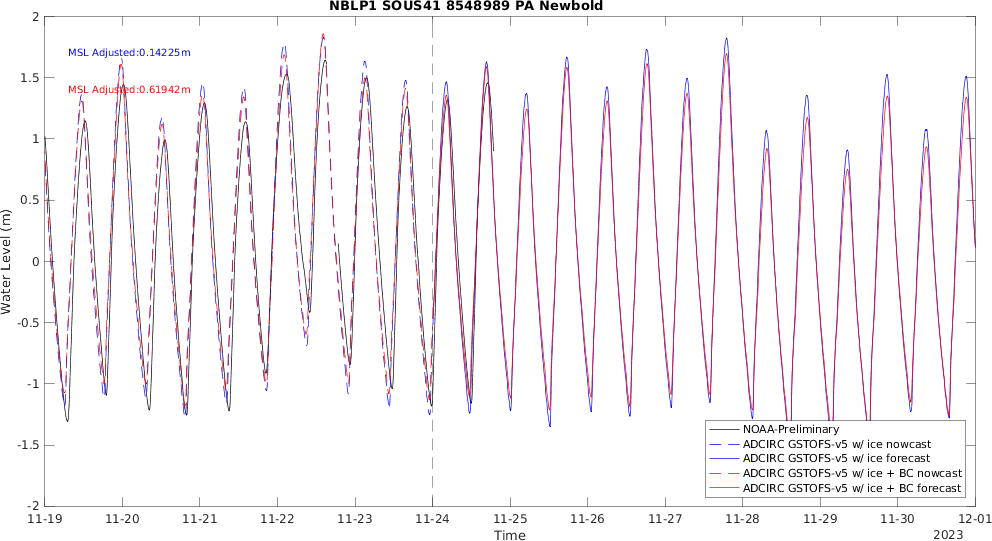 NBLP1 SOUS41 8548989 PA Newbold
2
MSL Adjusted:0.14225m
1.5
MSL Adjusted:0.61942m
1
0.5
0
-0.5
-1
-1.5
-2
Water Level (m)
NOAA-Preliminary
ADCIRC GSTOFS-v5 w/ ice nowcast
ADCIRC GSTOFS-v5 w/ ice forecast
ADCIRC GSTOFS-v5 w/ ice + BC nowcast
ADCIRC GSTOFS-v5 w/ ice + BC forecast
11-19 11-20 11-21 11-22 11-23 11-24 11-25 11-26 11-27 11-28 11-29 11-30 12-01
Time
2023